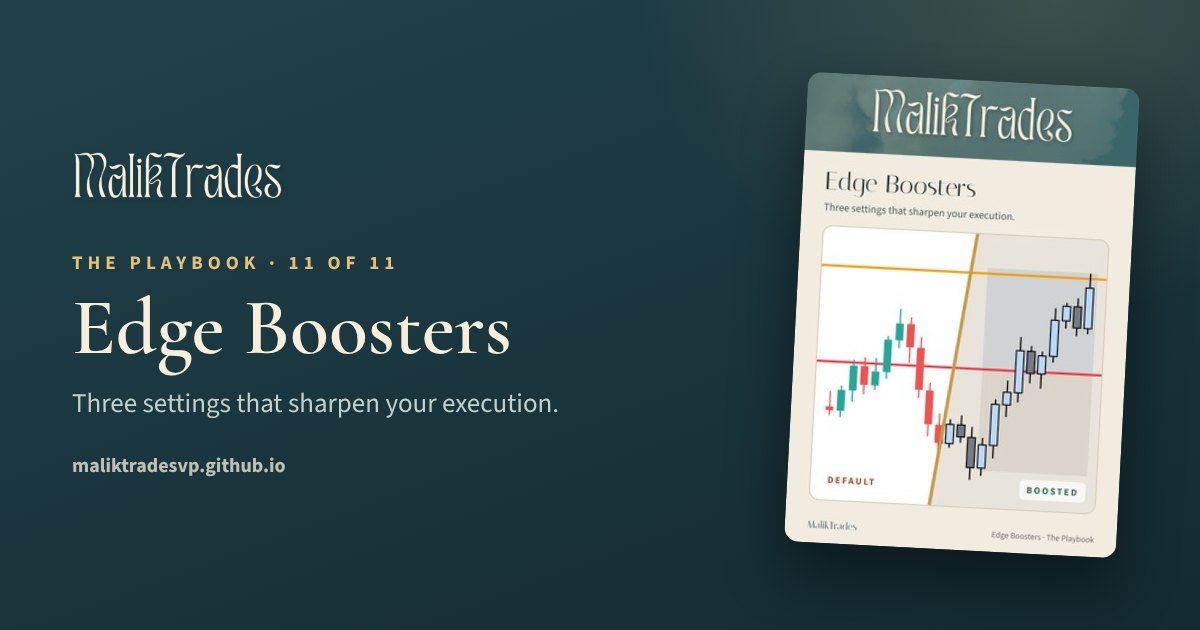 MalikTrades
THE PLAYBOOK · 11 OF 11
Edge Boosters
Three settings that sharpen your execution.
maliktradesvp.github.io
MalikTrades
Edge Boosters
Three settings that sharpen your execution.
DEFAULT
BOOSTED
MalikTrades
Edge Boosters · The Playbook